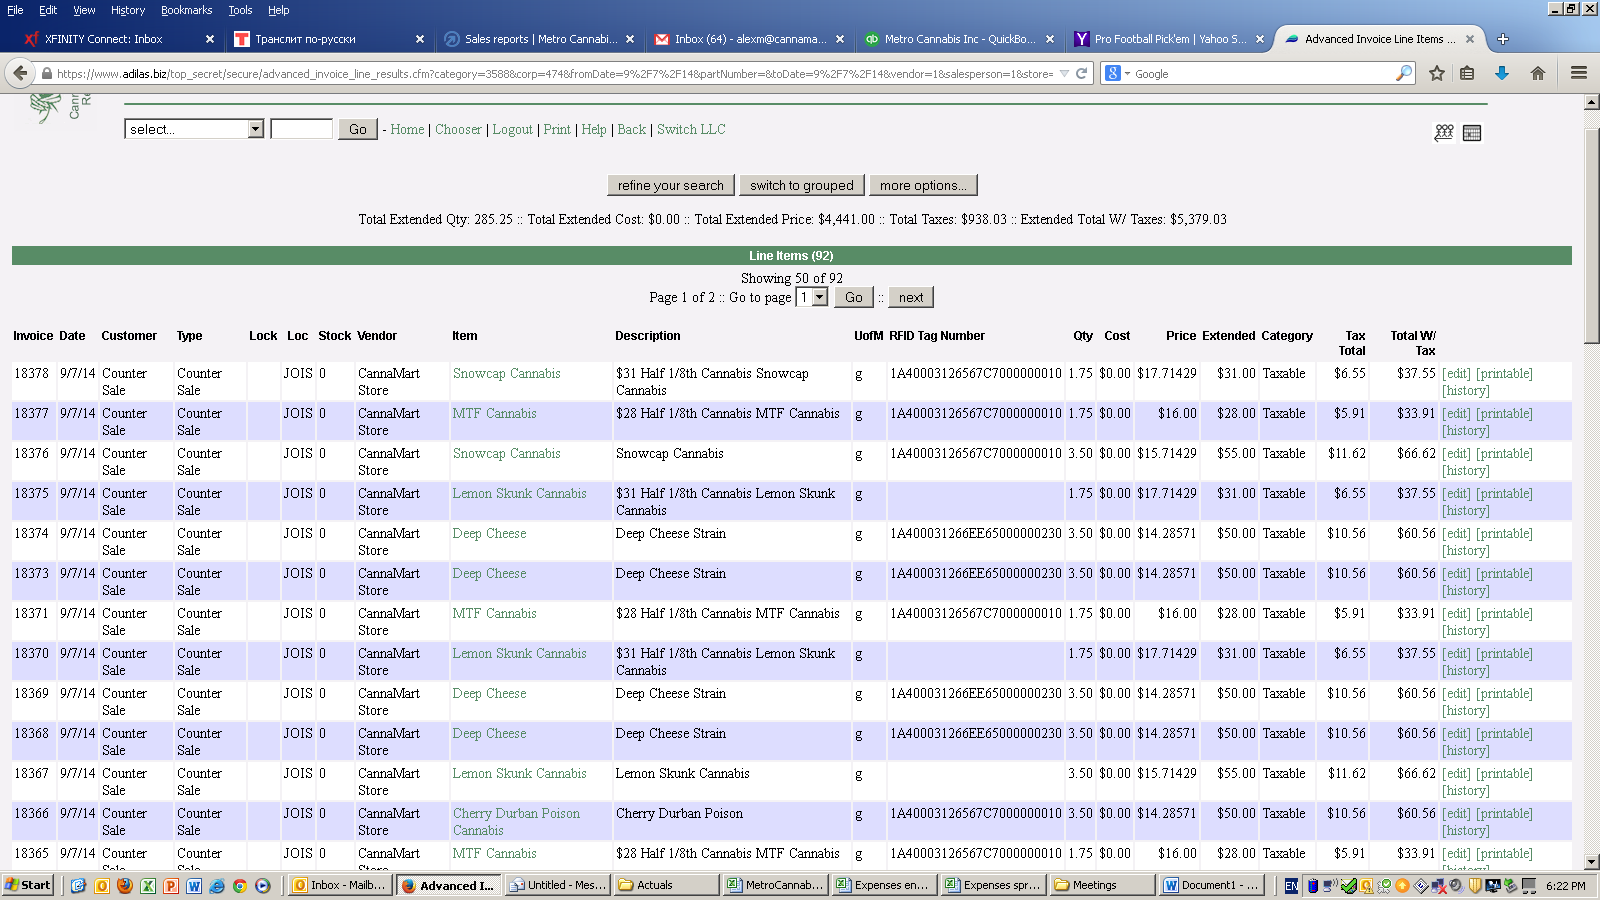 File Edit View History Bookmarks Tools Help
XFINITY Connect: Inbox
Транслит по-русски
Sales reports | Metro Cannabi...
Inbox (64) - alexm@cannama...
Metro Cannabis Inc - QuickBo...
Pro Football Pick'em | Yahoo S...
Advanced Invoice Line Items ...
https://www.adilas.biz/top_secret/secure/advanced_invoice_line_results.cfm?category=3588&corp=474&fromDate=9%2F7%2F14&partNumber=&toDate=9%2F7%2F14&vendor=1&salesperson=1&store=
Google
Cann
Re
select... Go - Home | Chooser | Logout | Print | Help | Back | Switch LLC
refine your search switch to grouped more options...
Total Extended Qty: 285.25 :: Total Extended Cost: $0.00 :: Total Extended Price: $4,441.00 :: Total Taxes: $938.03 :: Extended Total W/ Taxes: $5,379.03
Line Items (92)
Showing 50 of 92
Page 1 of 2 :: Go to page 1 Go :: next
Invoice Date Customer Type Lock Loc Stock Vendor Item Description UofM RFID Tag Number Qty Cost Price Extended Category Tax Total Total W/ Tax
18378 9/7/14 Counter Sale Counter Sale JOIS 0 CannaMart Store Snowcap Cannabis $31 Half 1/8th Cannabis Snowcap Cannabis g 1A40003126567C7000000010 1.75 $0.00 $17.71429 $31.00 Taxable $6.55 $37.55 [edit] [printable] [history]
18377 9/7/14 Counter Sale Counter Sale JOIS 0 CannaMart Store MTF Cannabis $28 Half 1/8th Cannabis MTF Cannabis g 1A40003126567C7000000010 1.75 $0.00 $16.00 $28.00 Taxable $5.91 $33.91 [edit] [printable] [history]
18376 9/7/14 Counter Sale Counter Sale JOIS 0 CannaMart Store Snowcap Cannabis Snowcap Cannabis g 1A40003126567C7000000010 3.50 $0.00 $15.71429 $55.00 Taxable $11.62 $66.62 [edit] [printable] [history]
18375 9/7/14 Counter Sale Counter Sale JOIS 0 CannaMart Store Lemon Skunk Cannabis $31 Half 1/8th Cannabis Lemon Skunk Cannabis g 1.75 $0.00 $17.71429 $31.00 Taxable $6.55 $37.55 [edit] [printable] [history]
18374 9/7/14 Counter Sale Counter Sale JOIS 0 CannaMart Store Deep Cheese Deep Cheese Strain g 1A400031266EE65000000230 3.50 $0.00 $14.28571 $50.00 Taxable $10.56 $60.56 [edit] [printable] [history]
18373 9/7/14 Counter Sale Counter Sale JOIS 0 CannaMart Store Deep Cheese Deep Cheese Strain g 1A400031266EE65000000230 3.50 $0.00 $14.28571 $50.00 Taxable $10.56 $60.56 [edit] [printable] [history]
18371 9/7/14 Counter Sale Counter Sale JOIS 0 CannaMart Store MTF Cannabis $28 Half 1/8th Cannabis MTF Cannabis g 1A40003126567C7000000010 1.75 $0.00 $16.00 $28.00 Taxable $5.91 $33.91 [edit] [printable] [history]
18370 9/7/14 Counter Sale Counter Sale JOIS 0 CannaMart Store Lemon Skunk Cannabis $31 Half 1/8th Cannabis Lemon Skunk Cannabis g 1.75 $0.00 $17.71429 $31.00 Taxable $6.55 $37.55 [edit] [printable] [history]
18369 9/7/14 Counter Sale Counter Sale JOIS 0 CannaMart Store Deep Cheese Deep Cheese Strain g 1A400031266EE65000000230 3.50 $0.00 $14.28571 $50.00 Taxable $10.56 $60.56 [edit] [printable] [history]
18368 9/7/14 Counter Sale Counter Sale JOIS 0 CannaMart Store Deep Cheese Deep Cheese Strain g 1A400031266EE65000000230 3.50 $0.00 $14.28571 $50.00 Taxable $10.56 $60.56 [edit] [printable] [history]
18367 9/7/14 Counter Sale Counter Sale JOIS 0 CannaMart Store Lemon Skunk Cannabis Lemon Skunk Cannabis g 3.50 $0.00 $15.71429 $55.00 Taxable $11.62 $66.62 [edit] [printable] [history]
18366 9/7/14 Counter Sale Counter Sale JOIS 0 CannaMart Store Cherry Durban Poison Cannabis Cherry Durban Poison g 1A40003126567C7000000010 3.50 $0.00 $14.28571 $50.00 Taxable $10.56 $60.56 [edit] [printable] [history]
18365 9/7/14 Counter Sale Counter Sale JOIS 0 CannaMart Store MTF Cannabis $28 Half 1/8th Cannabis MTF Cannabis g 1A40003126567C7000000010 1.75 $0.00 $16.00 $28.00 Taxable $5.91 $33.91 [edit] [printable] [history]
Start Inbox - Mailb... Advanced I... Untitled - Mes... Actuals MetroCannab... Expenses en... Expenses spr... Meetings Document1 - ... EN 6:22 PM